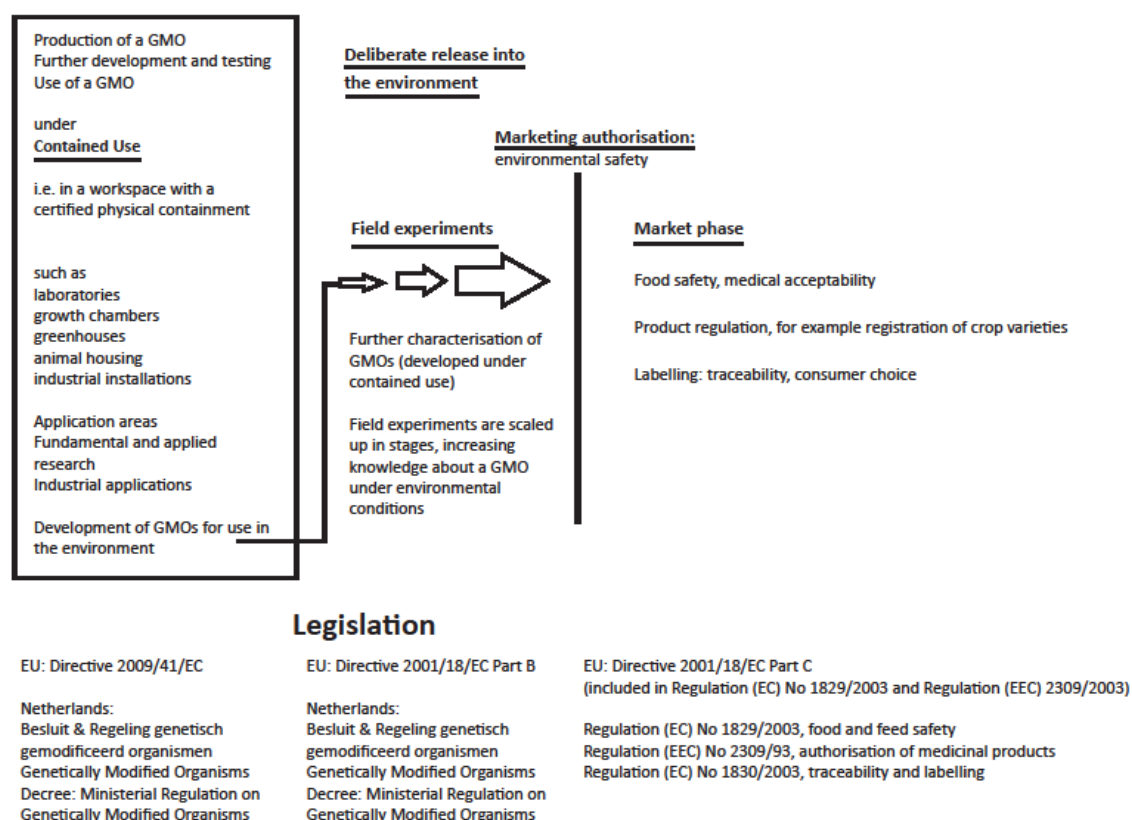 Production of a GMO
Further development and testing
Use of a GMO
under
Contained Use
i.e. in a workspace with a
certified physical containment
such as
laboratories
growth chambers
greenhouses
animal housing
industrial installations
Application areas
Fundamental and applied
research
Industrial applications
Development of GMOs for use in
the environment
Deliberate release into
the environment
Marketing authorisation:
environmental safety
Field experiments
Further characterisation of
GMOs (developed under
contained use)
Field experiments are scaled
up in stages, increasing
knowledge about a GMO
under environmental
conditions
Market phase
Food safety, medical acceptability
Product regulation, for example registration of crop varieties
Labelling: traceability, consumer choice
Legislation
EU: Directive 2009/41/EC
Netherlands:
Besluit & Regeling genetisch
gemodificeerd organismen
Genetically Modified Organisms
Decree: Ministerial Regulation on
Genetically Modified Organisms
EU: Directive 2001/18/EC Part B
Netherlands:
Besluit & Regeling genetisch
gemodificeerd organismen
Genetically Modified Organisms
Decree: Ministerial Regulation on
Genetically Modified Organisms
EU: Directive 2001/18/EC Part C
(included in Regulation (EC) No 1829/2003 and Regulation (EEC) 2309/2003)
Regulation (EC) No 1829/2003, food and feed safety
Regulation (EEC) No 2309/93, authorisation of medicinal products
Regulation (EC) No 1830/2003, traceability and labelling